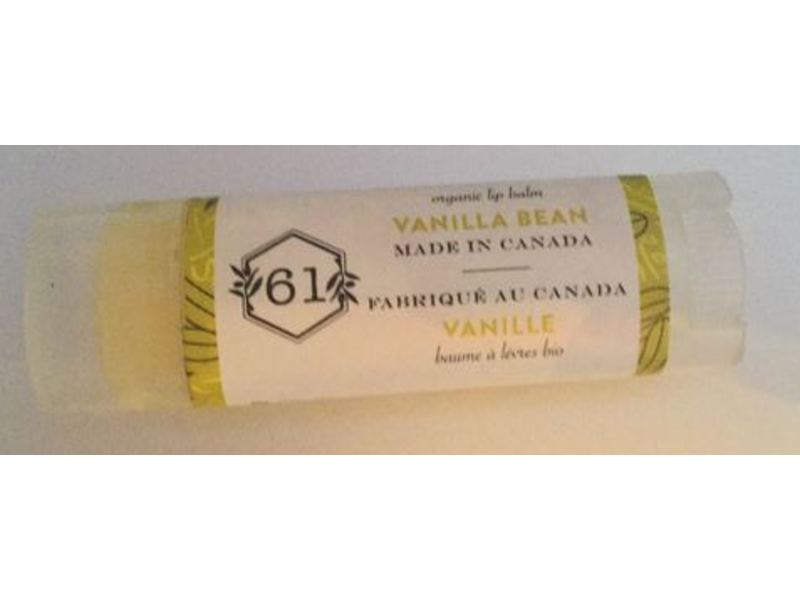 61
organic lip balm
VANILLA BEAN
MADE IN CANADA
FABRIQUÉ AU CANADA
VANILLE
baume à lèvres bio